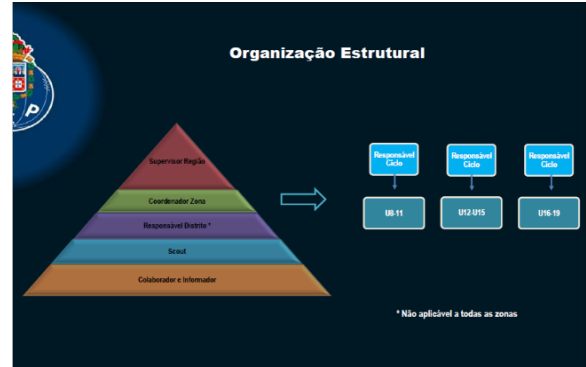 Organização Estrutural
Supervisor Região
Coordenador Zona
Responsável Distrito *
Scout
Colaborador e Informador
Responsável
Ciclo
Responsável
Ciclo
Responsável
Ciclo
U8-11
U12-U15
U16-19
* Não aplicável a todas as zonas
P